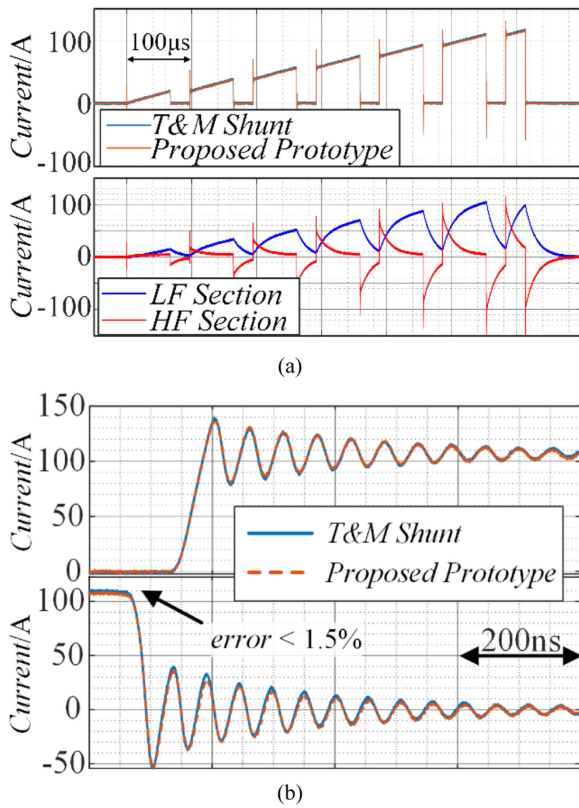 Current/A
100
0
-100
100μs
T&M Shunt
Proposed Prototype
Current/A
100
0
-100
LF Section
HF Section
(a)
Current/A
150
100
50
0
T&M Shunt
Proposed Prototype
Current/A
100
50
0
-50
error < 1.5%
200ns
(b)